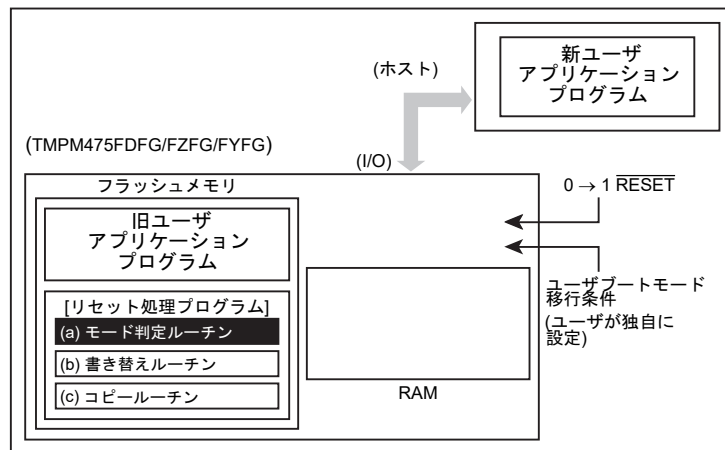 新ユーザ
アプリケーション
プログラム
(ホスト)
(TMPM475FDFG/FZFG/FYFG)
(I/O)
フラッシュメモリ
旧ユーザ
アプリケーション
プログラム
[リセット処理プログラム]
(a) モード判定ルーチン
(b) 書き替えルーチン
(c) コピールーチン
RAM
0 → 1 RESET
ユーザブートモード
移行条件
(ユーザが独自に
設定)